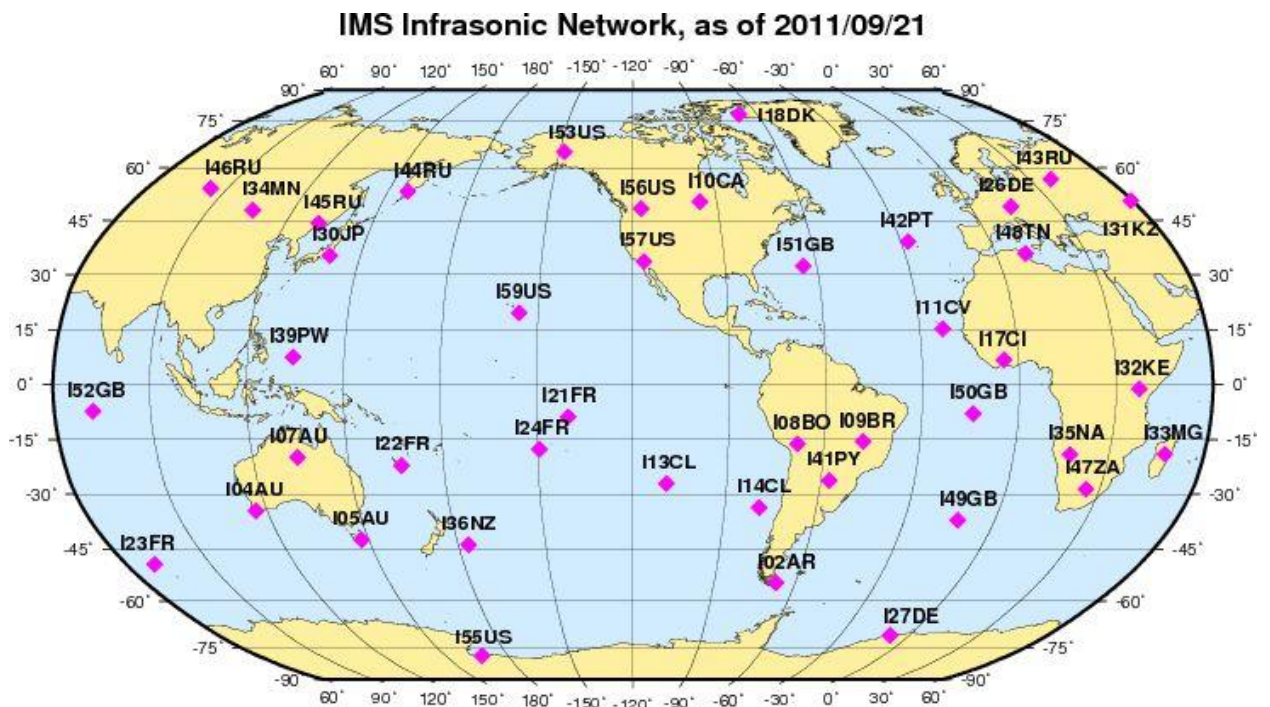 IMS Infrasonic Network, as of 2011/09/21
60° 90° 120° 150° 180° -150° -120° -90° -60° -30° 0° 30° 60°
90° 90°
75° I18DK 75°
I53US
I43RU
60° I46RU I44RU 60°
I34MN I56US I10CA I26DE
I45RU
45° I42PT 45°
I30JP I57US I51GB I48TN I31KZ
30° 30°
I59US
I11CV
15° I39PW I17CI 15°
I32KE
0° 0°
I52GB I21FR I50GB
I24FR I08BO I09BR
-15° I07AU I22FR I35NA I33MG -15°
I13CL I41PY I47ZA
I04AU I14CL
-30° I49GB -30°
I05AU I36NZ
I23FR
-45° -45°
I02AR
-60° -60°
I27DE
I55US
-75° -75°
-90 -90°
60° 90° 120° 150° 180° -150° -120° -90° -60° -30° 0° 30° 60°